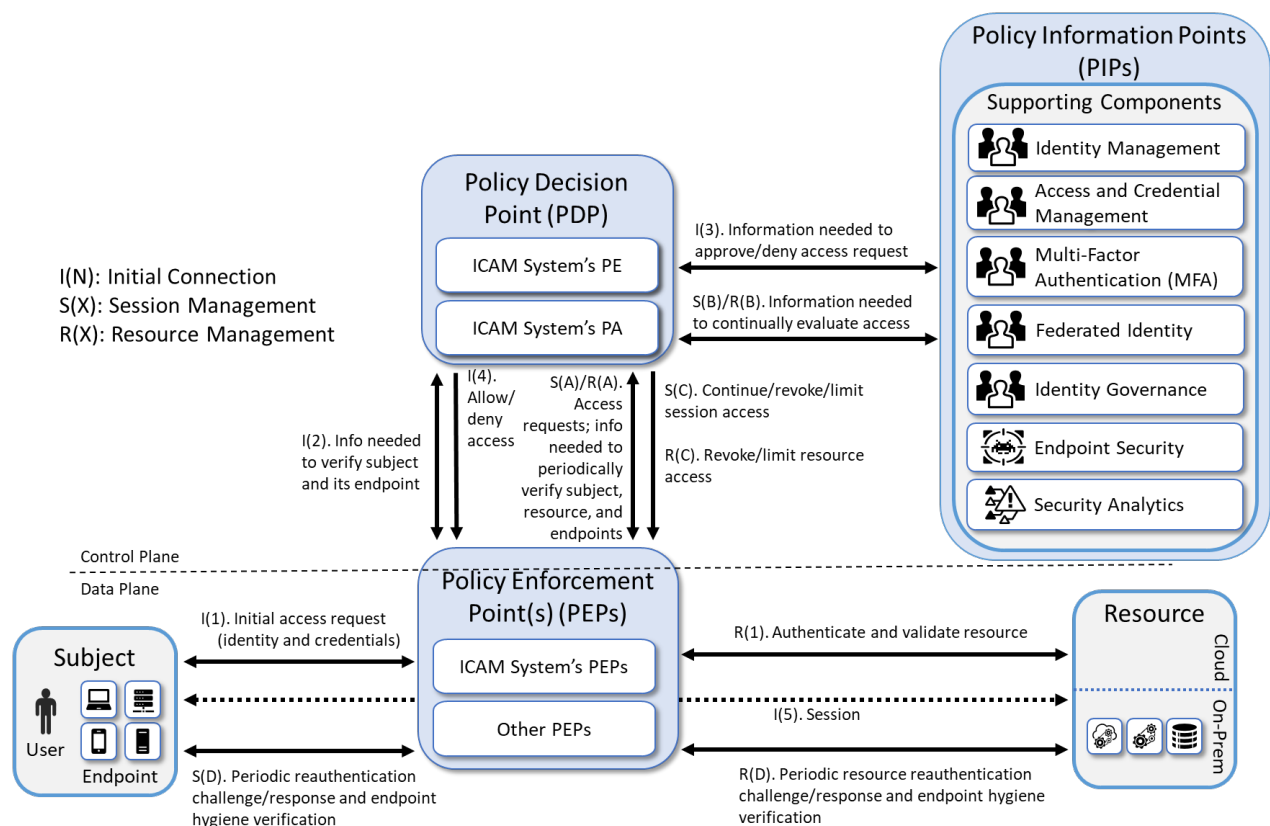 Policy Information Points
(PIPs)
Supporting Components
Identity Management
Access and Credential
Management
Multi-Factor
Authentication (MFA)
Federated Identity
Identity Governance
Endpoint Security
Security Analytics
Policy Decision
Point (PDP)
ICAM System's PE
ICAM System's PA
I(3). Information needed to
approve/deny access request
S(B)/R(B). Information needed
to continually evaluate access
I(N): Initial Connection
S(X): Session Management
R(X): Resource Management
I(2). Info needed
to verify subject
and its endpoint
I(4).
Allow/
deny
access
S(A)/R(A).
Access
requests; info
needed to
periodically
verify subject,
resource, and
endpoints
S(C). Continue/revoke/limit
session access
R(C). Revoke/limit resource
access
Control Plane
Data Plane
Policy Enforcement
Point(s) (PEPs)
ICAM System's PEPs
Other PEPs
I(1). Initial access request
(identity and credentials)
Subject
User
Endpoint
S(D). Periodic reauthentication
challenge/response and endpoint
hygiene verification
R(1). Authenticate and validate resource
I(5). Session
R(D). Periodic resource reauthentication
challenge/response and endpoint hygiene
verification
Resource
Cloud
On-Prem